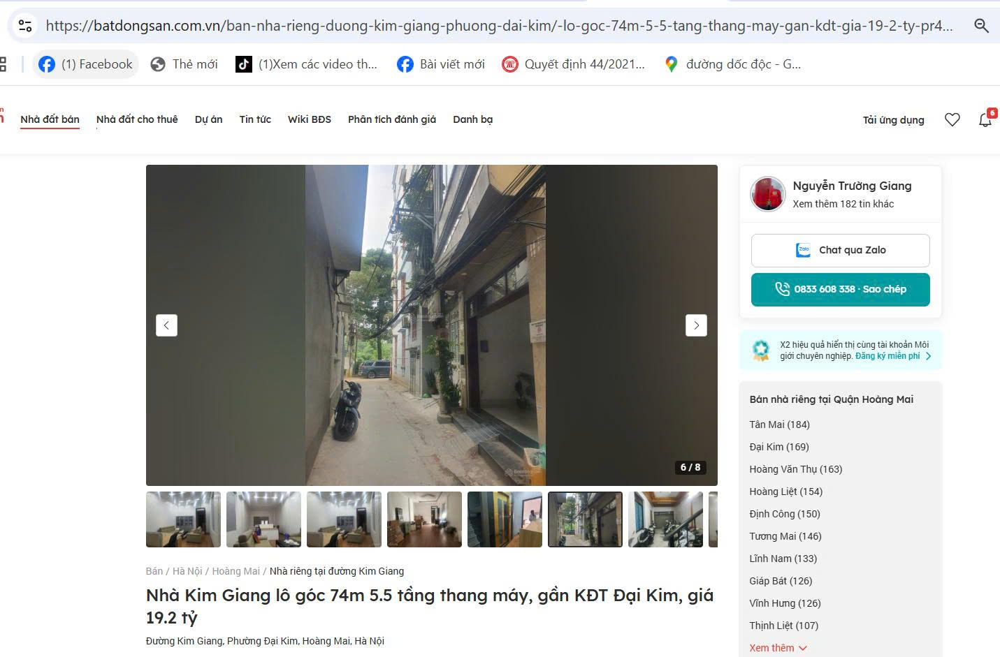 https://batdongsan.com.vn/ban-nha-rieng-duong-kim-giang-phuong-dai-kim/-lo-goc-74m-5-5-tang-thang-may-gan-kdt-gia-19-2-ty-pr4...
(1) Facebook
Thẻ mới
(1)Xem các video th...
Bài viết mới
Quyết định 44/2021...
đường dốc độc - G...
Nhà đất bán
Nhà đất cho thuê
Dự án
Tin tức
Wiki BĐS
Phân tích đánh giá
Danh bạ
Tải ứng dụng
6
6 / 8
Bán / Hà Nội / Hoàng Mai / Nhà riêng tại đường Kim Giang
Nhà Kim Giang lô góc 74m 5.5 tầng thang máy, gần KĐT Đại Kim, giá
19.2 tỷ
Đường Kim Giang, Phường Đại Kim, Hoàng Mai, Hà Nội
Nguyễn Trường Giang
Xem thêm 182 tin khác
Zalo
Chat qua Zalo
0833 608 338 · Sao chép
X2 hiệu quả hiển thị cùng tài khoản Môi
giới chuyên nghiệp. Đăng ký miễn phí
Bán nhà riêng tại Quận Hoàng Mai
Tân Mai (184)
Đại Kim (169)
Hoàng Văn Thụ (163)
Hoàng Liệt (154)
Định Công (150)
Tương Mai (146)
Lĩnh Nam (133)
Giáp Bát (126)
Vĩnh Hưng (126)
Thịnh Liệt (107)
Xem thêm